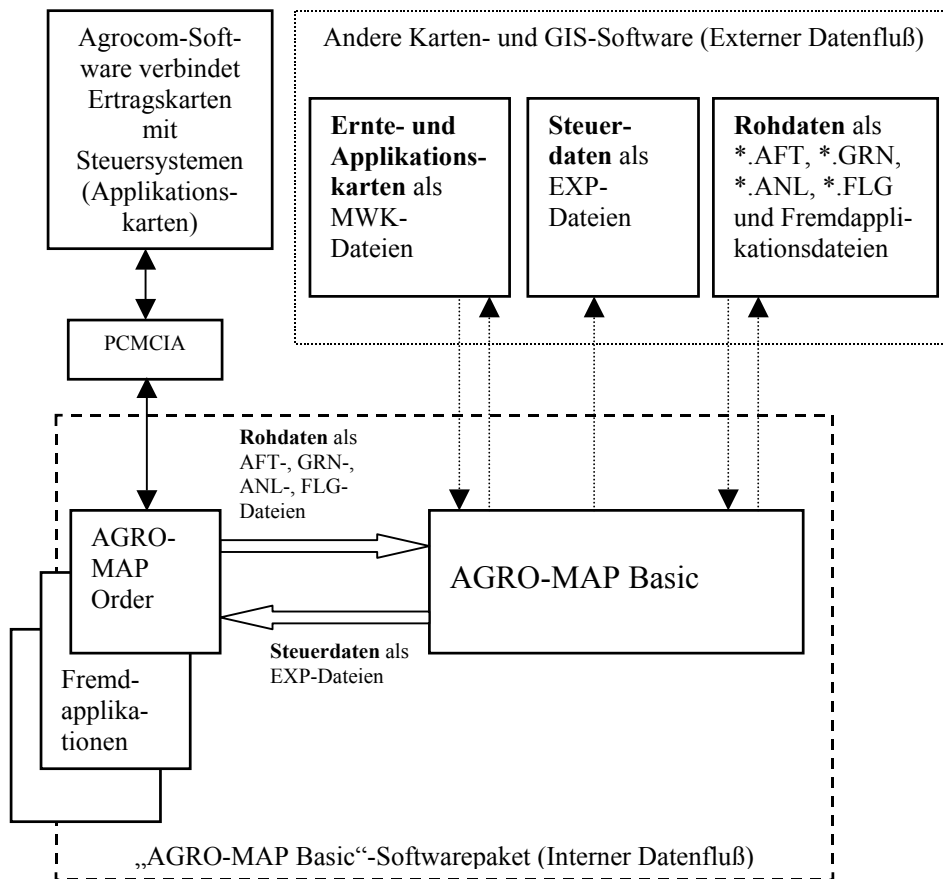 Agrocom-Soft-
ware verbindet
Ertragskarten
mit
Steuersystemen
(Applikations-
karten)
Andere Karten- und GIS-Software (Externer Datenfluß)
Ernte- und
Applikations-
karten als
MWK-
Dateien
Steuer-
daten als
EXP-
Dateien
Rohdaten als
*.AFT, *.GRN,
*.ANL, *.FLG
und Fremdappli-
kationsdateien
PCMCIA
Rohdaten als
AFT-, GRN-,
ANL-, FLG-
Dateien
AGRO-
MAP
Order
AGRO-MAP Basic
Steuerdaten als
EXP-Dateien
Fremd-
applika-
tionen
„AGRO-MAP Basic“-Softwarepaket (Interner Datenfluß)